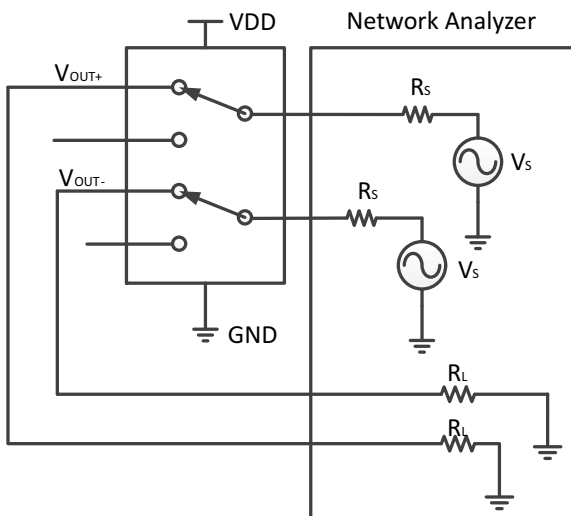 Network Analyzer
VDD
VOUT+
RS
VS
VOUT-
RS
VS
GND
RL
RL